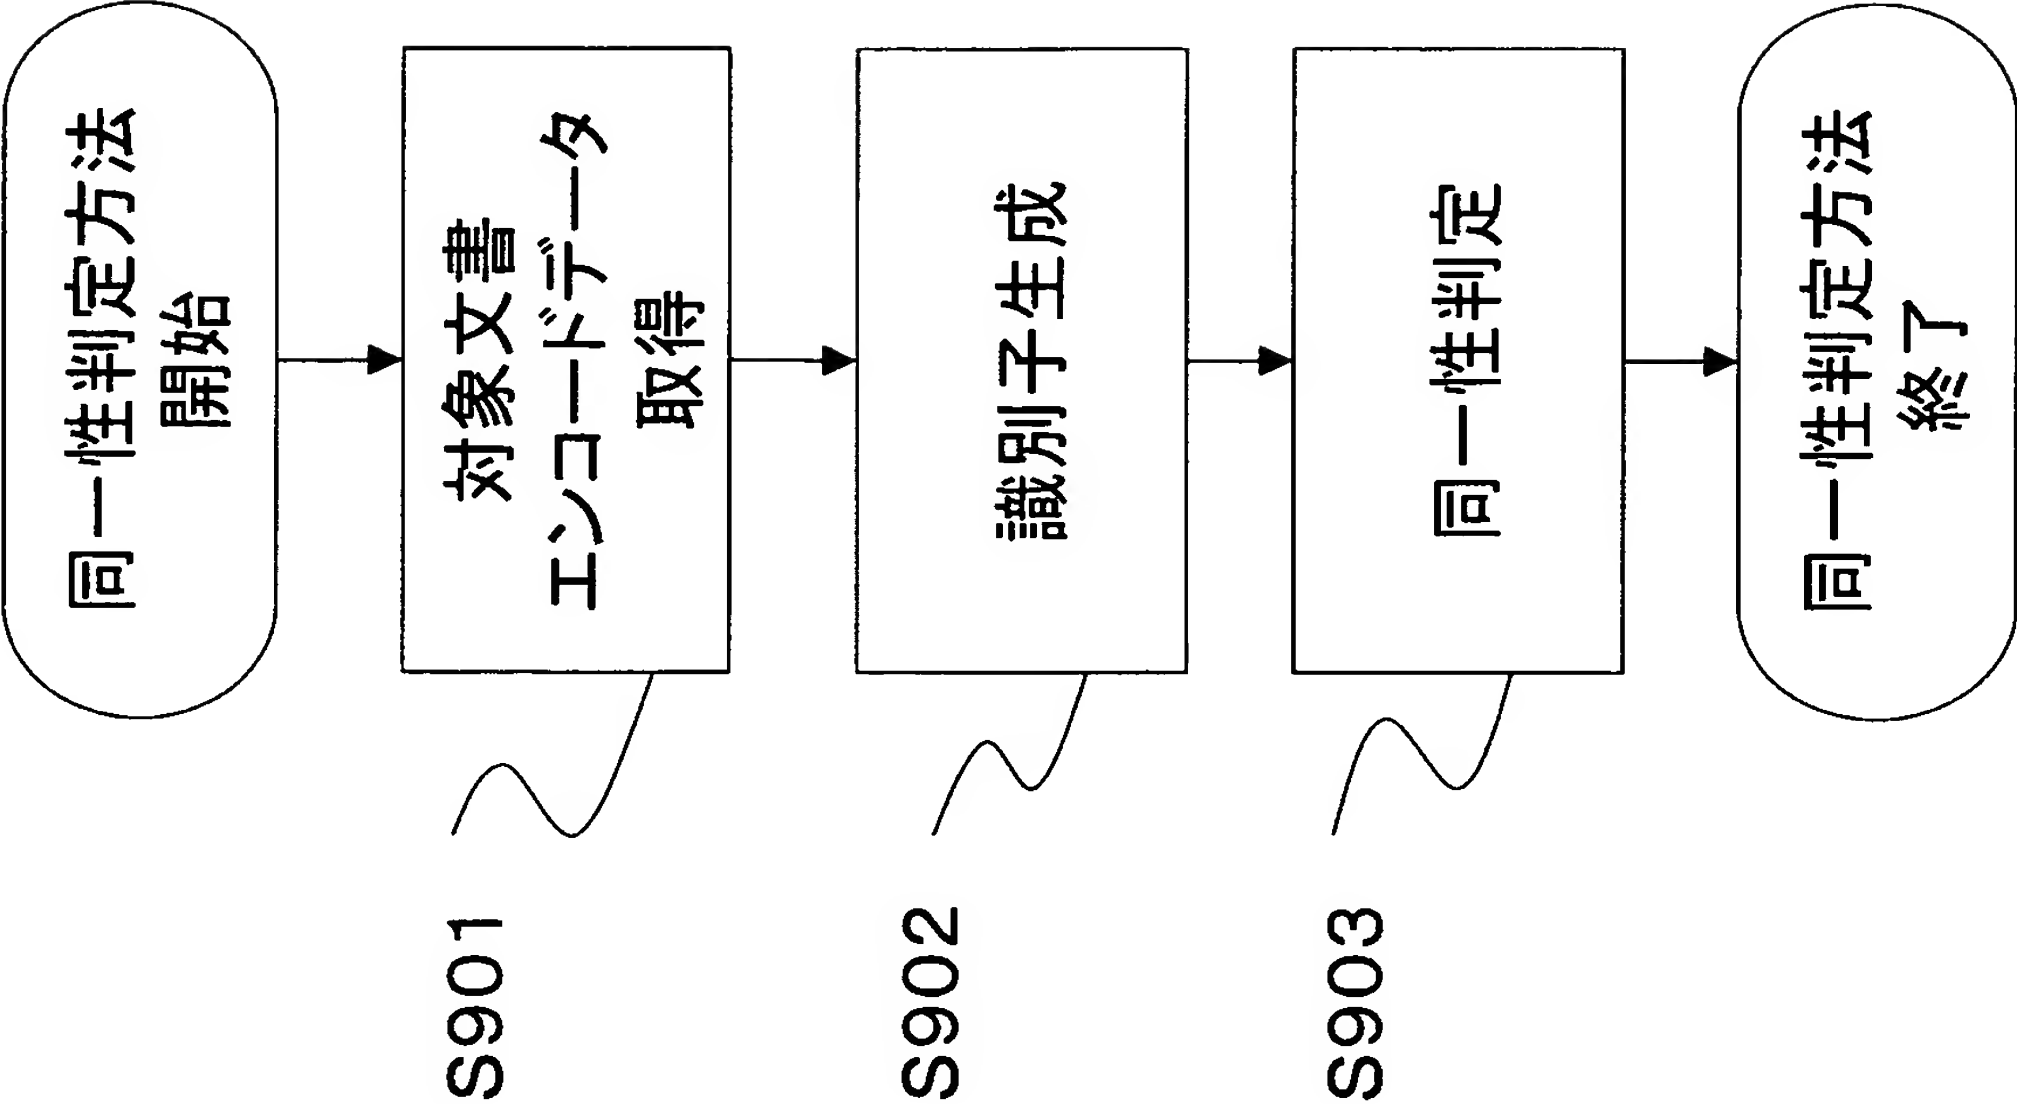 同一性判定方法
開始
S901
対象文書
エンコードデータ
取得
S902
識別子生成
S903
同一性判定
同一性判定方法
終了